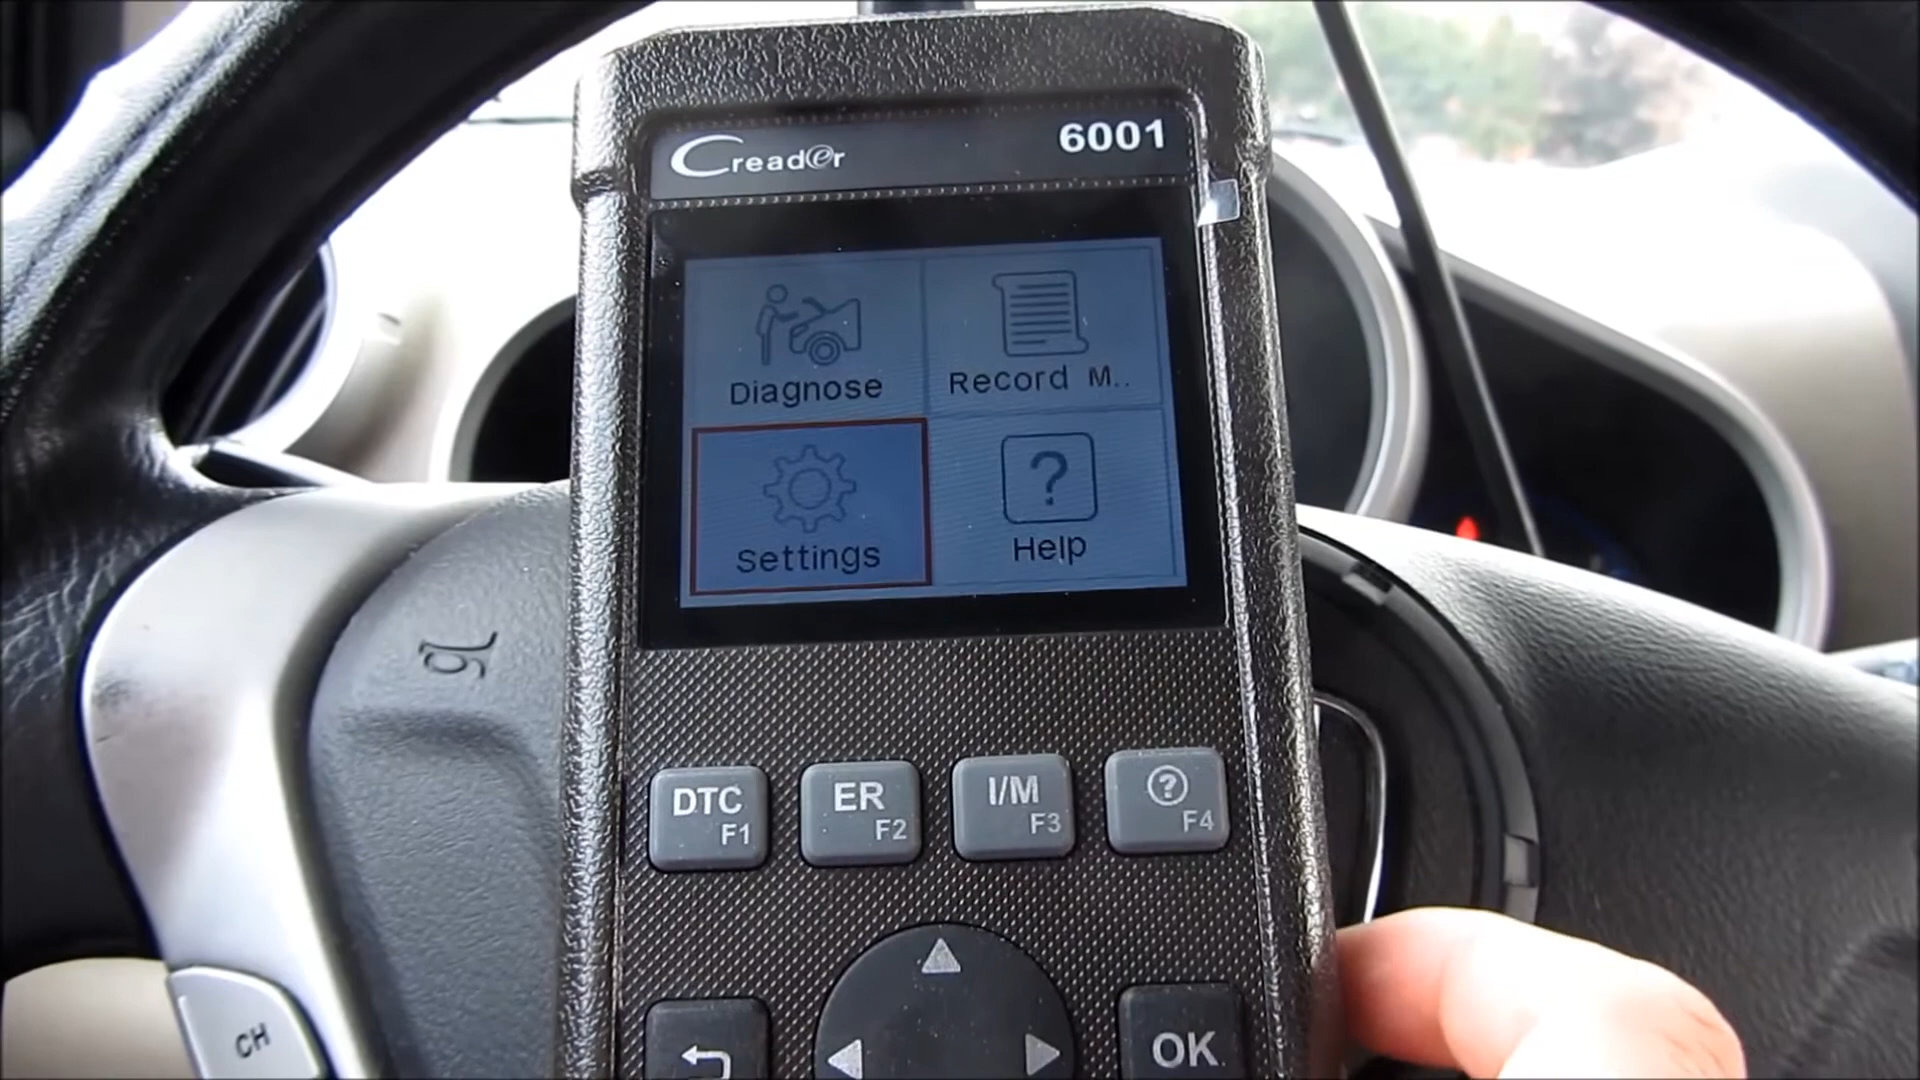 Creader
6001
Diagnose
Record M..
Settings
?
Help
DTC
F1
ER
F2
I/M
F3
?
F4
OK
CH